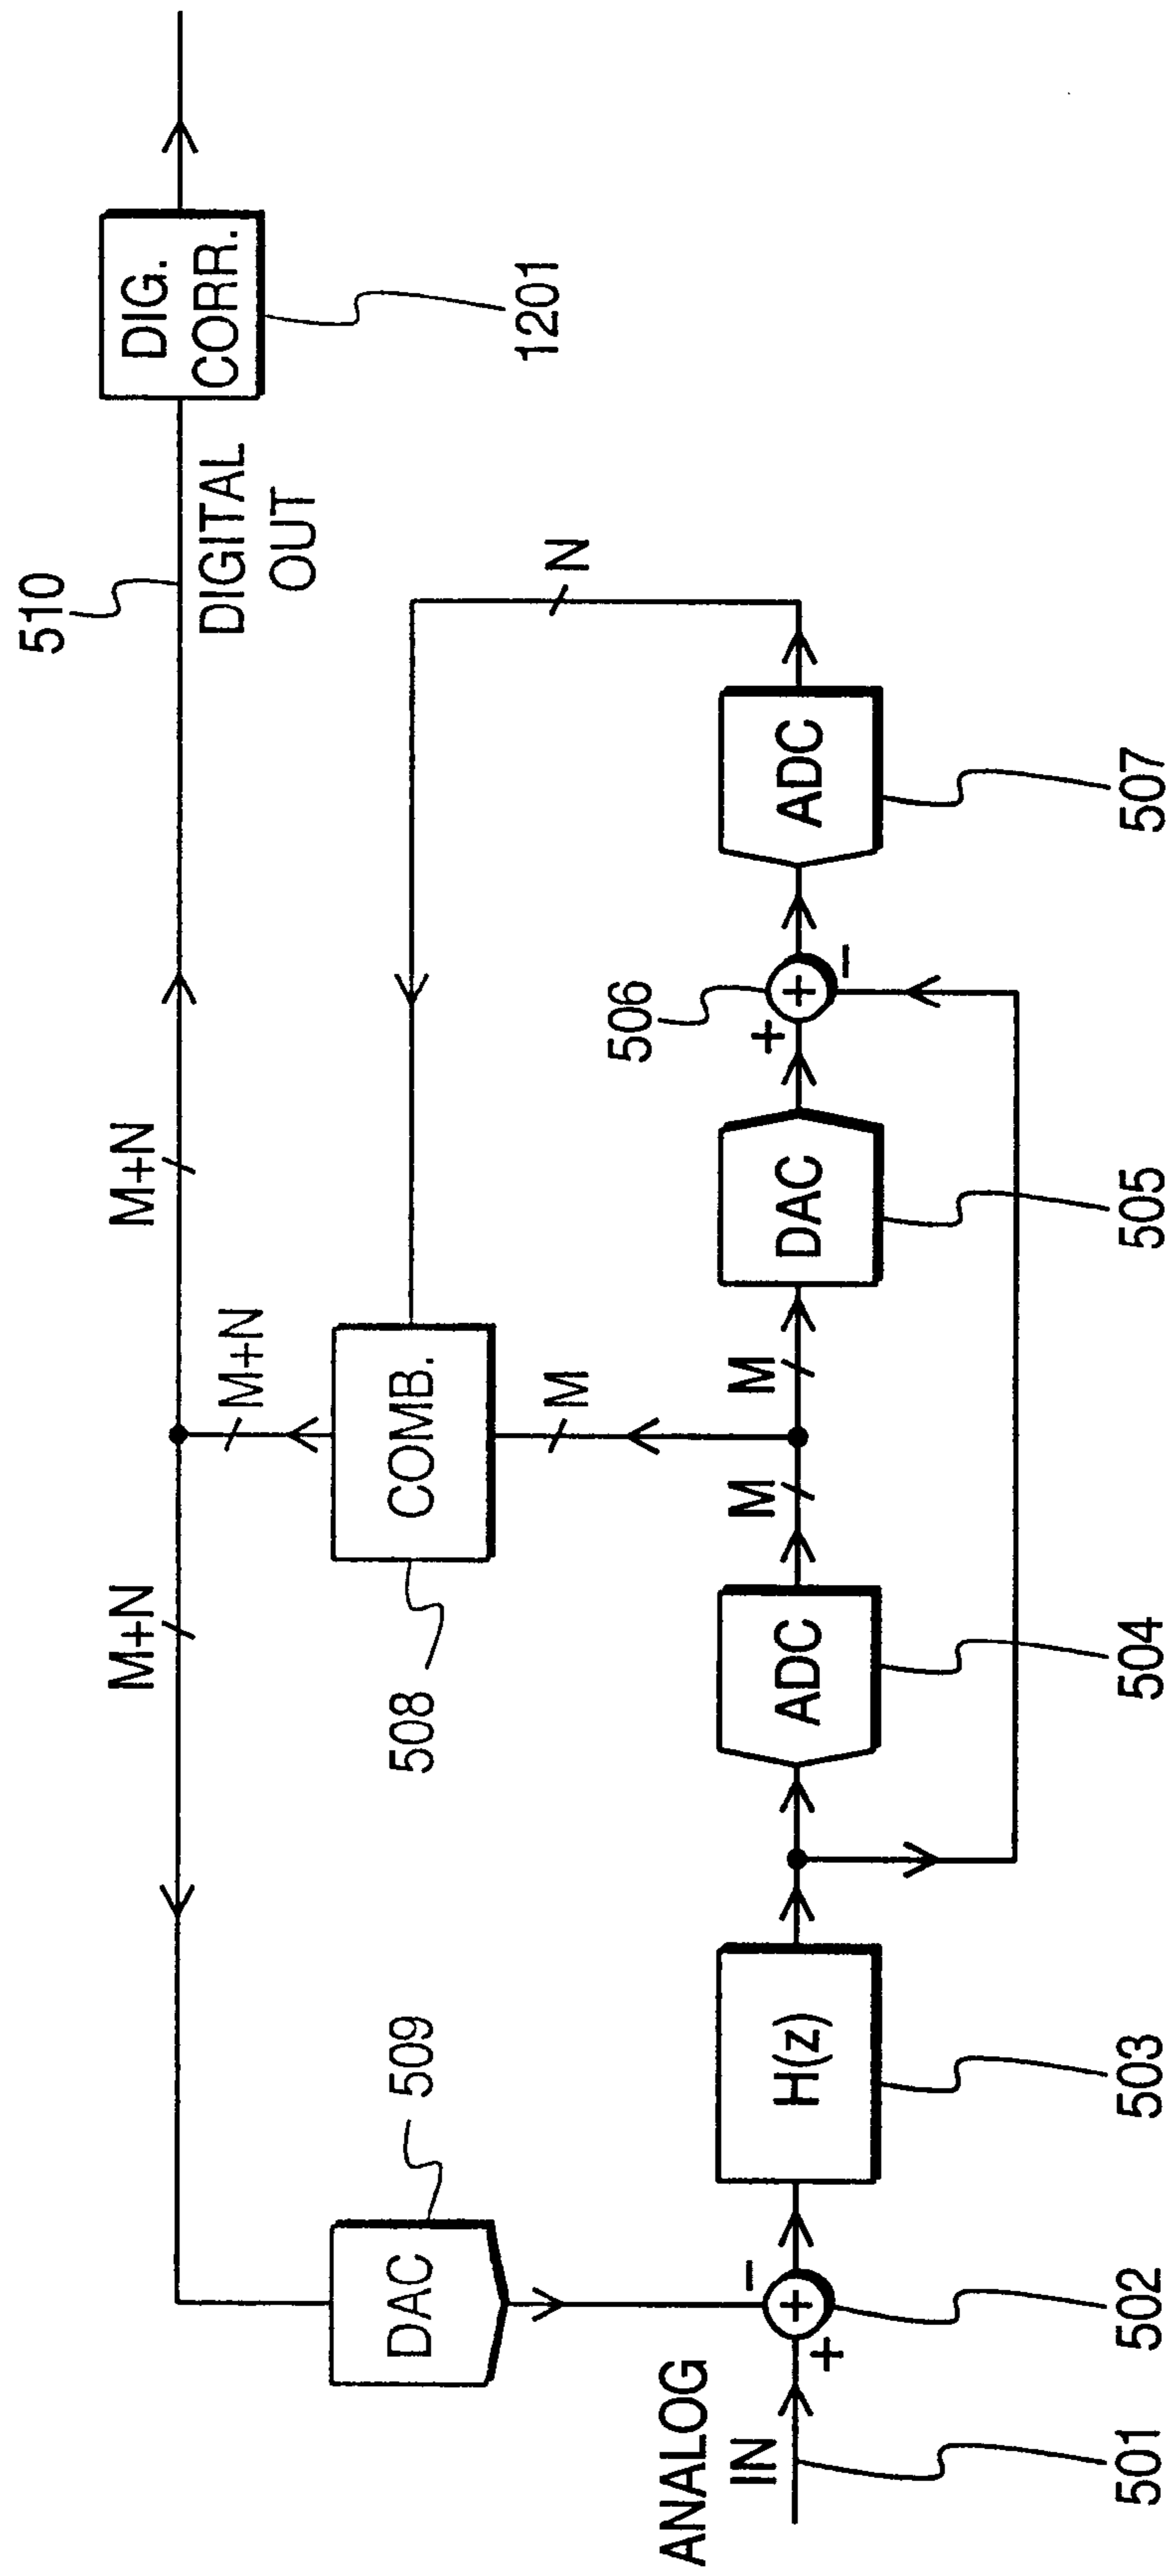 510
DIGITAL
OUT
DIG.
CORR.
1201
M+N
M+N
M+N
COMB.
508
N
M
DAC
509
ANALOG
IN
501
+
−
+
502
H(z)
503
ADC
504
M
M
DAC
505
+
−
+
506
ADC
507